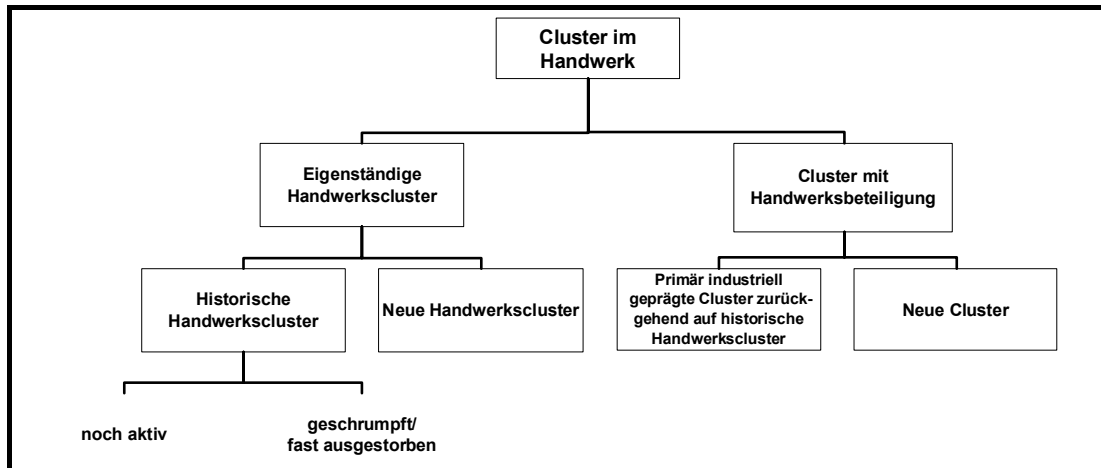 Cluster im
Handwerk
Eigenständige
Handwerkscluster
Cluster mit
Handwerksbeteiligung
Historische
Handwerkscluster
Neue Handwerkscluster
Primär industriell
geprägte Cluster zurück-
gehend auf historische
Handwerkscluster
Neue Cluster
noch aktiv
geschrumpft/
fast ausgestorben